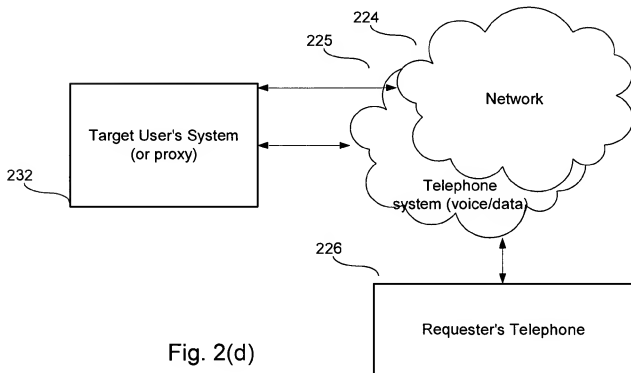 224
225
Network
Target User's System
(or proxy)
232
Telephone
system (voice/data)
226
Requester's Telephone
Fig. 2(d)